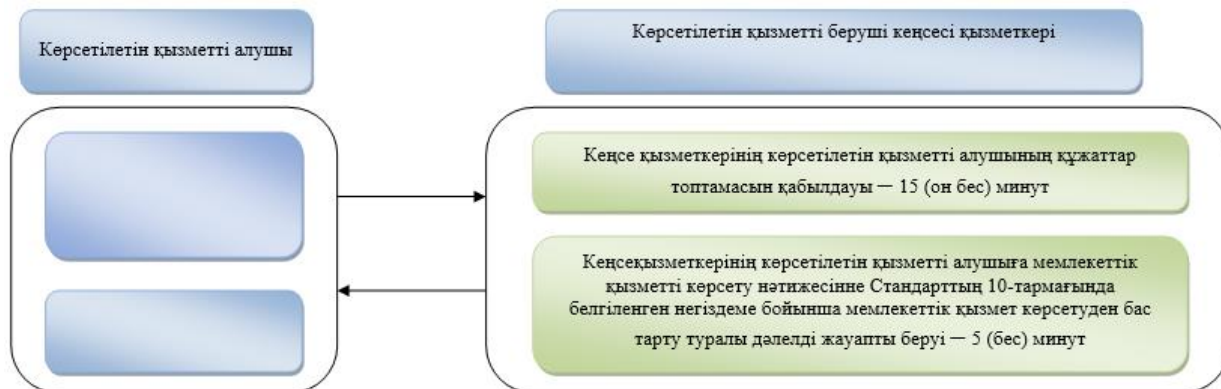 Көрсетілетін қызметті алушы
Көрсетілетін қызметті беруші кеңсесі қызметкері
Кеңсе қызметкерінің көрсетілетін қызметті алушының құжаттар
топтамасын қабылдауы — 15 (он бес) минут
Кеңсеқызметкерінің көрсетілетін қызметті алушыға мемлекеттік
қызметті көрсету нәтижесінне Стандарттың 10-тармағында
белгіленген негіздеме бойынша мемлекеттік қызмет көрсетуден бас
тарту туралы дәлелді жауапты беруі — 5 (бес) минут